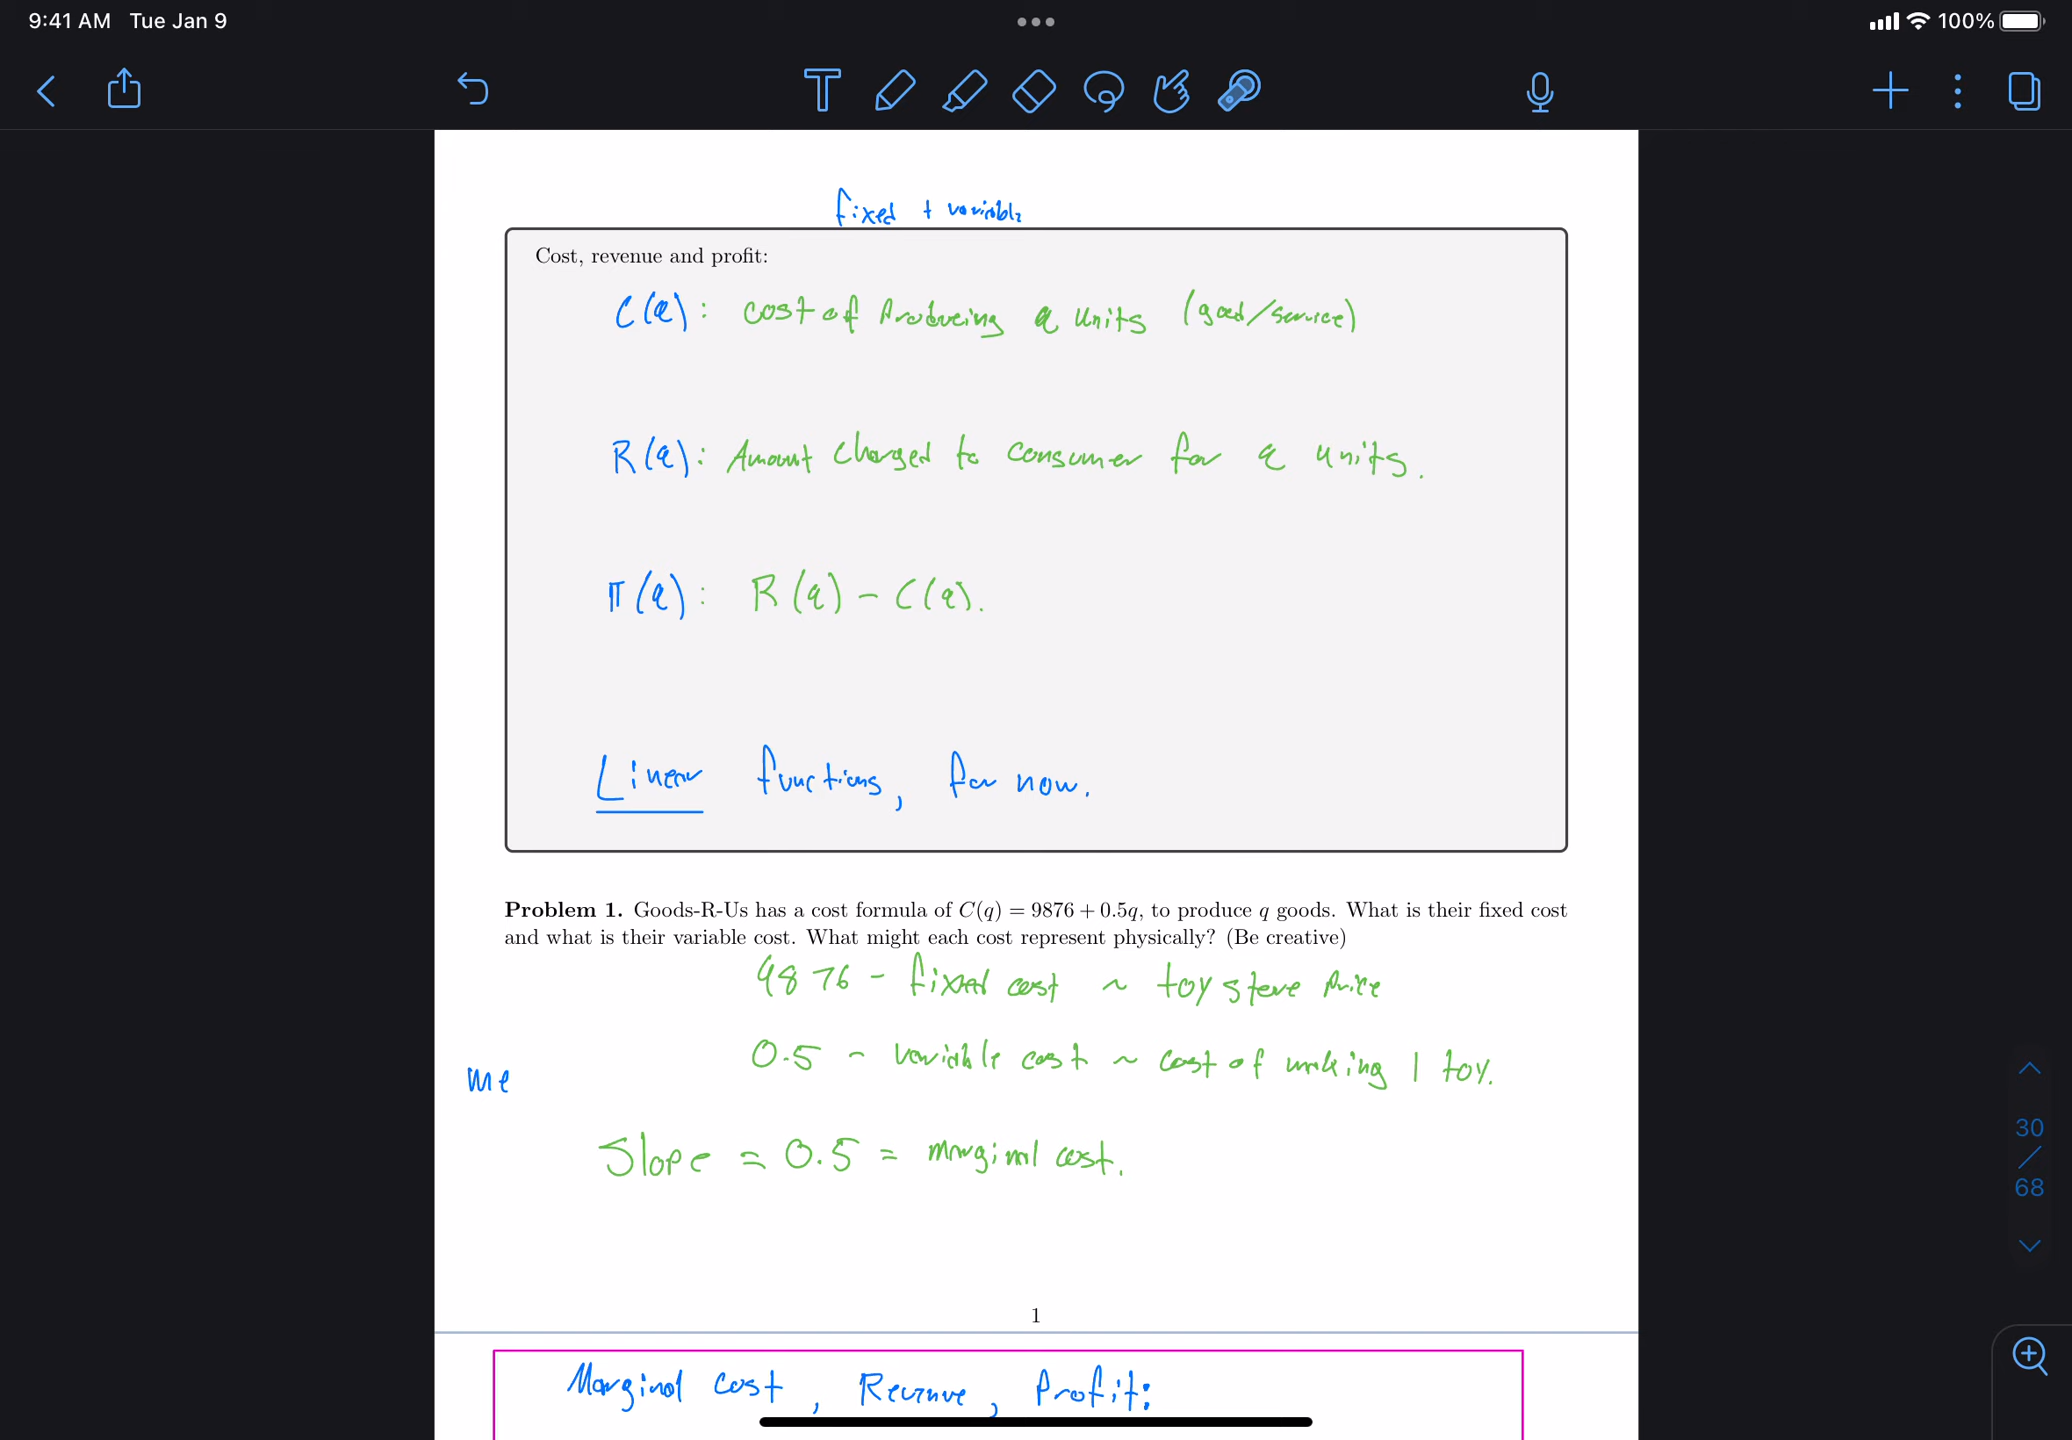 9:41 AM Tue Jan 9
100%
fixed + variable
Cost, revenue and profit:
C(q): cost of Producing q units (good/service)
R(q): Amount charged to consumer for q units.
π(q): R(q) - C(q).
Linear functions, for now.
Problem 1. Goods-R-Us has a cost formula of C(q) = 9876 + 0.5q, to produce q goods. What is their fixed cost
and what is their variable cost. What might each cost represent physically? (Be creative)
9876 - fixed cost ~ toy store Price
0.5 - variable cost ~ cost of making 1 toy.
me
Slope = 0.5 = marginal cost.
30
/
68
1
Marginal cost, Revenue, Profit: